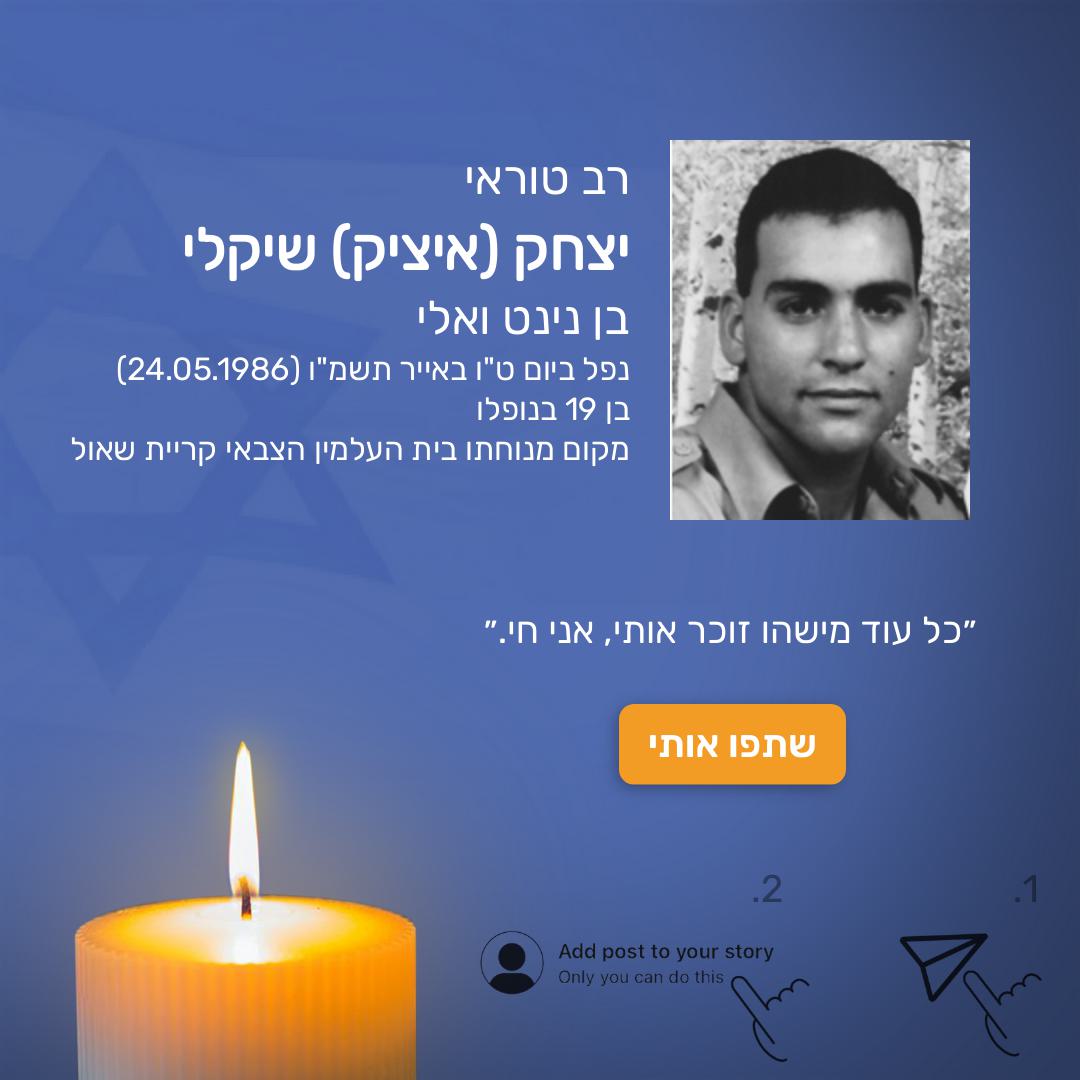 רב טוראי
יצחק (איציק) שיקלי
בן נינט ואלי
נפל ביום ט"ו באייר תשמ"ו (24.05.1986)
בן 19 בנופלו
מקום מנוחתו בית העלמין הצבאי קריית שאול
״כל עוד מישהו זוכר אותי, אני חי.״
שתפו אותי
1.
2.
Add post to your story
Only you can do this